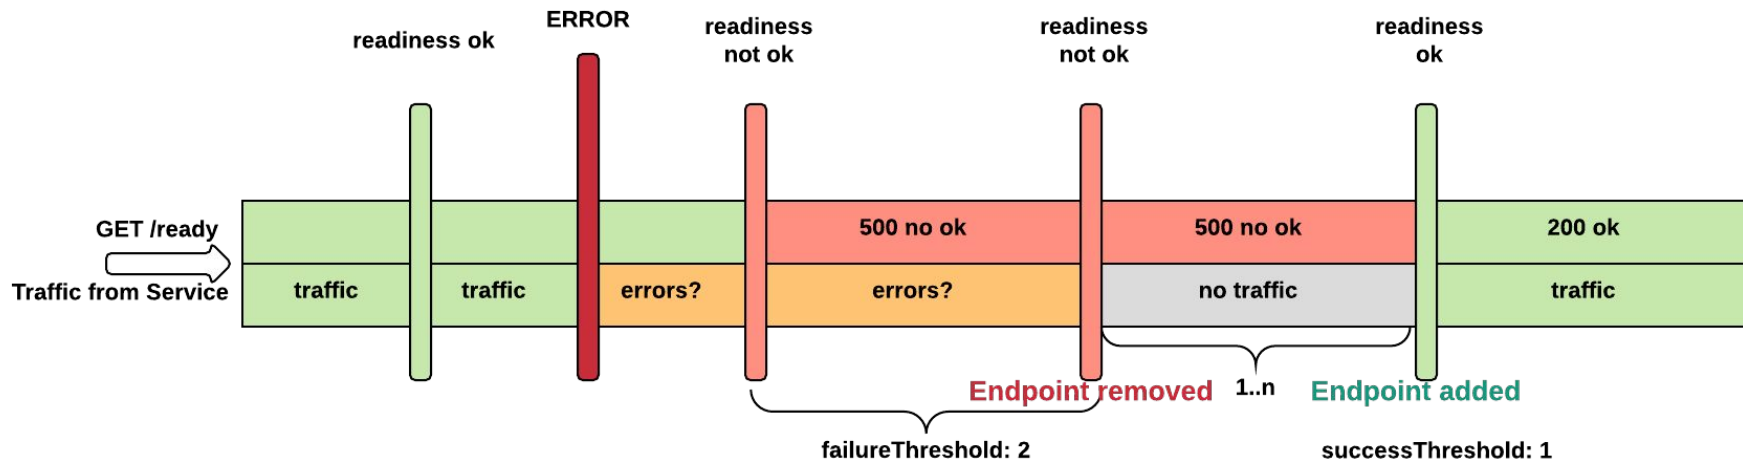 readiness ok
ERROR
readiness
not ok
readiness
not ok
readiness
ok
GET /ready
500 no ok
500 no ok
200 ok
Traffic from Service
traffic
traffic
errors?
errors?
no traffic
traffic
Endpoint removed
1..n
Endpoint added
failureThreshold: 2
successThreshold: 1